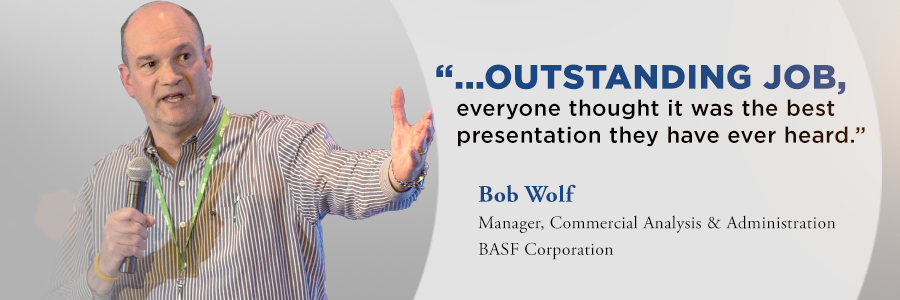 “...OUTSTANDING JOB,
everyone thought it was the best
presentation they have ever heard.”
Bob Wolf
Manager, Commercial Analysis & Administration
BASF Corporation